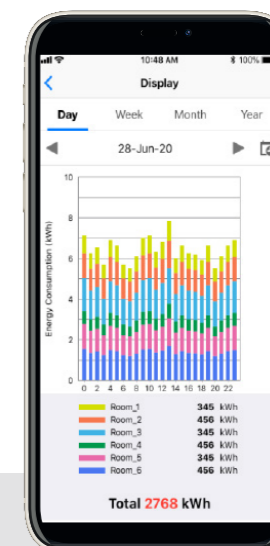 10:48 AM 100%
Display
Day Week Month Year
28-Jun-20
Energy Consumption (kWh)
10
8
6
4
2
0
0 2 4 6 8 10 12 14 16 18 20 22
Room_1 345 kWh
Room_2 456 kWh
Room_3 345 kWh
Room_4 456 kWh
Room_5 456 kWh
Room_6 456 kWh
Total 2768 kWh